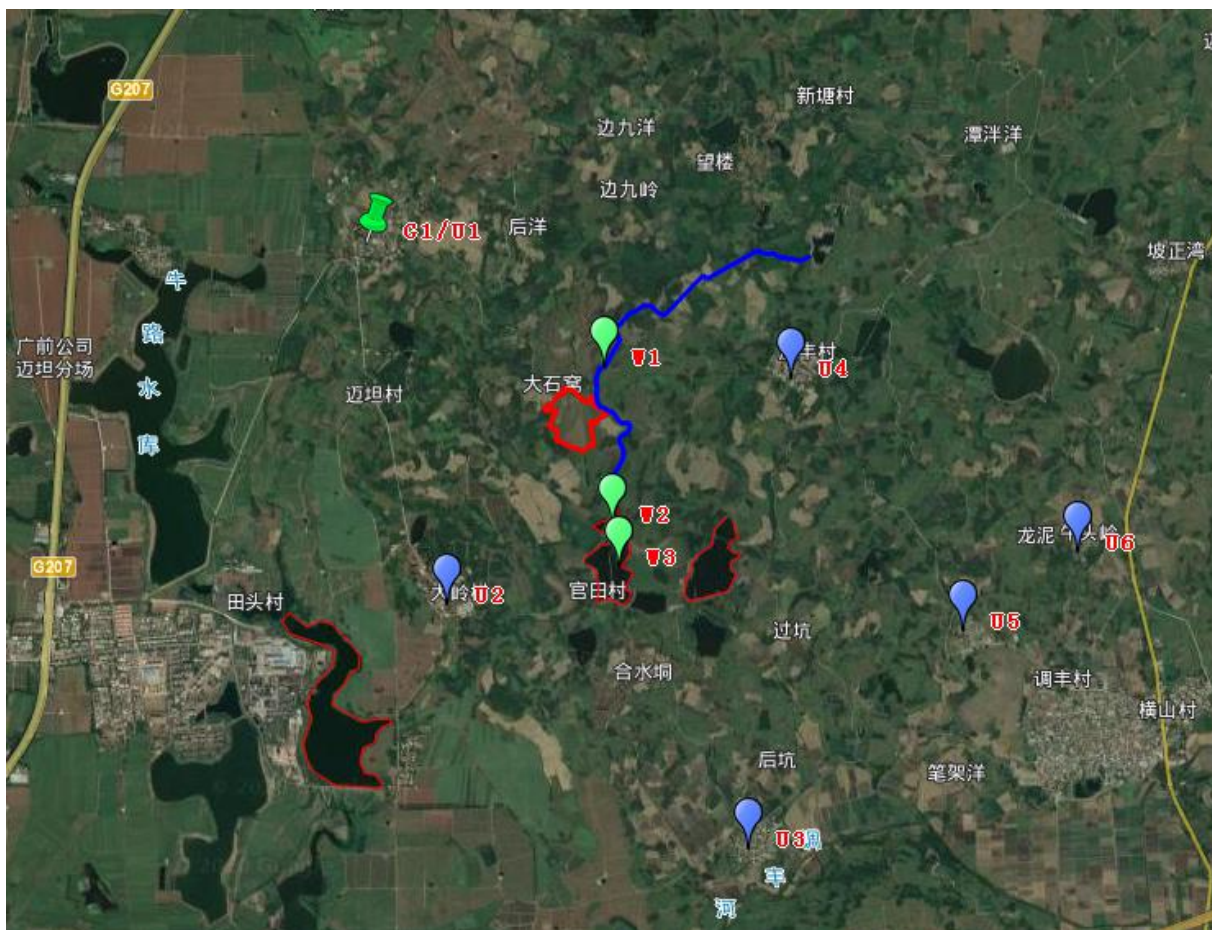 G207
新塘村
边九洋
潭泮洋
望楼
边九岭
后洋
G1/U1
坡正湾
牛
路
水
库
广前公司
迈坦分场
迈坦村
大石窝
W1
丰村
U4
W2
W3
龙泥
U6
G207
田头村
U2
官田村
U5
过坑
合水垌
调丰村
横山村
后坑
笔架洋
U3
周
丰
河